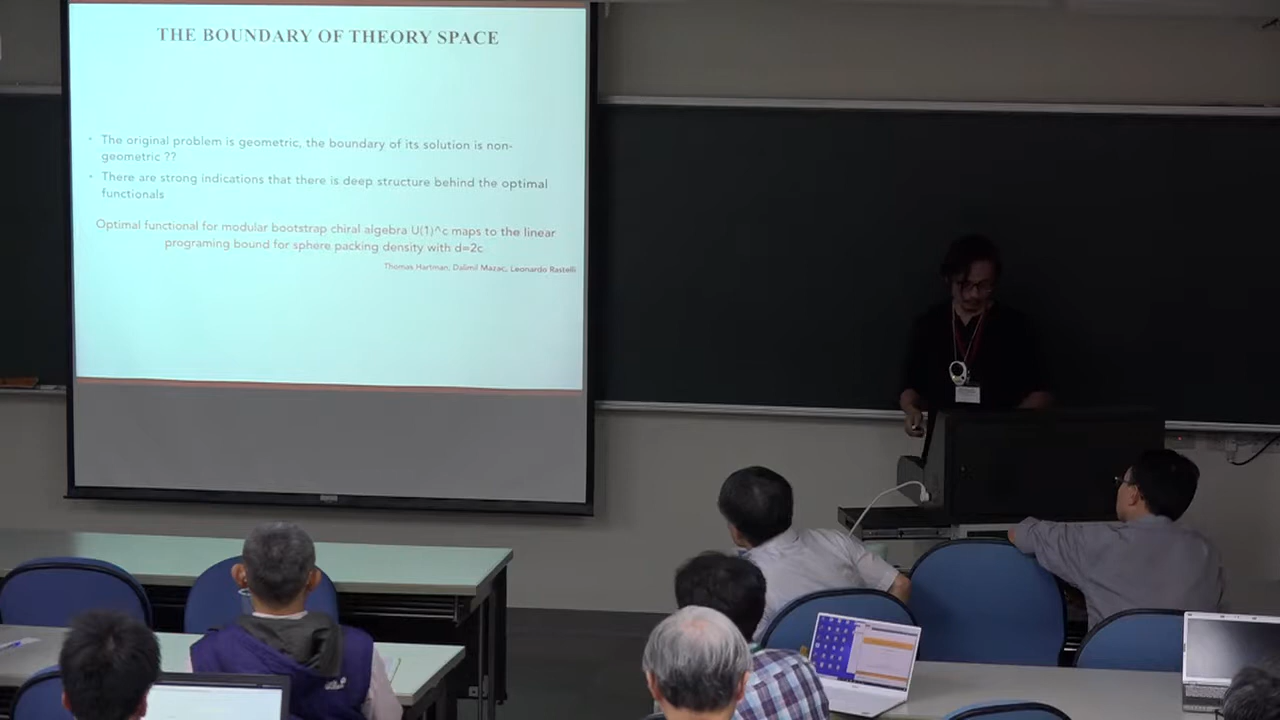 THE BOUNDARY OF THEORY SPACE
• The original problem is geometric, the boundary of its solution is non-
geometric ??
• There are strong indications that there is deep structure behind the optimal
functionals
Optimal functional for modular bootstrap chiral algebra U(1)^c maps to the linear
programing bound for sphere packing density with d=2c
Thomas Hartman, Dalimil Mazac, Leonardo Rastelli